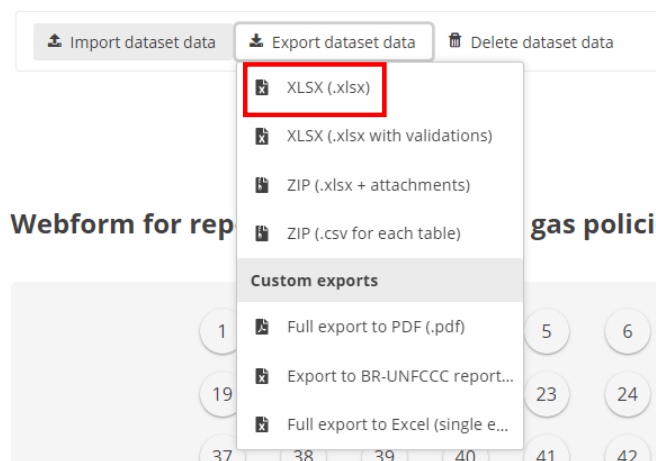 Import dataset data Export dataset data Delete dataset data
XLSX (.xlsx)
XLSX (.xlsx with validations)
ZIP (.xlsx + attachments)
Webform for rep gas polici
ZIP (.csv for each table)
Custom exports
1 5 6
Full export to PDF (.pdf)
Export to BR-UNFCCC report...
19 23 24
Full export to Excel (single e...
37 38 39 40 41 42